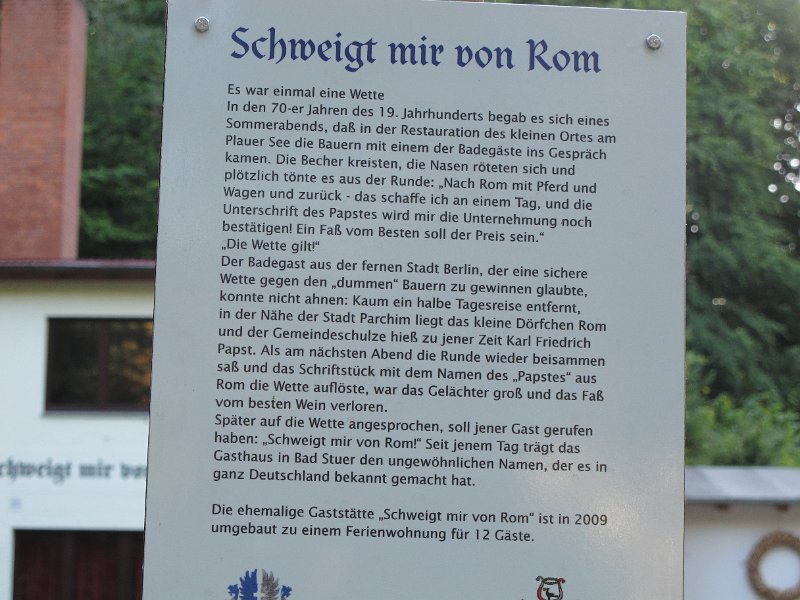 Schweigt mir von Rom
Es war einmal eine Wette
In den 70-er Jahren des 19. Jahrhunderts begab es sich eines
Sommerabends, daß in der Restauration des kleinen Ortes am
Plauer See die Bauern mit einem der Badegäste ins Gespräch
kamen. Die Becher kreisten, die Nasen röteten sich und
plötzlich tönte es aus der Runde: „Nach Rom mit Pferd und
Wagen und zurück - das schaffe ich an einem Tag, und die
Unterschrift des Papstes wird mir die Unternehmung noch
bestätigen! Ein Faß vom Besten soll der Preis sein.“
„Die Wette gilt!“
Der Badegast aus der fernen Stadt Berlin, der eine sichere
Wette gegen den „dummen“ Bauern zu gewinnen glaubte,
konnte nicht ahnen: Kaum ein halbe Tagesreise entfernt,
in der Nähe der Stadt Parchim liegt das kleine Dörfchen Rom
und der Gemeindeschulze hieß zu jener Zeit Karl Friedrich
Papst. Als am nächsten Abend die Runde wieder beisammen
saß und das Schriftstück mit dem Namen des „Papstes“ aus
Rom die Wette auflöste, war das Gelächter groß und das Faß
vom besten Wein verloren.
Später auf die Wette angesprochen, soll jener Gast gerufen
haben: „Schweigt mir von Rom!“ Seit jenem Tag trägt das
Gasthaus in Bad Stuer den ungewöhnlichen Namen, der es in
ganz Deutschland bekannt gemacht hat.
Die ehemalige Gaststätte „Schweigt mir von Rom“ ist in 2009
umgebaut zu einem Ferienwohnung für 12 Gäste.
chweigt mir von